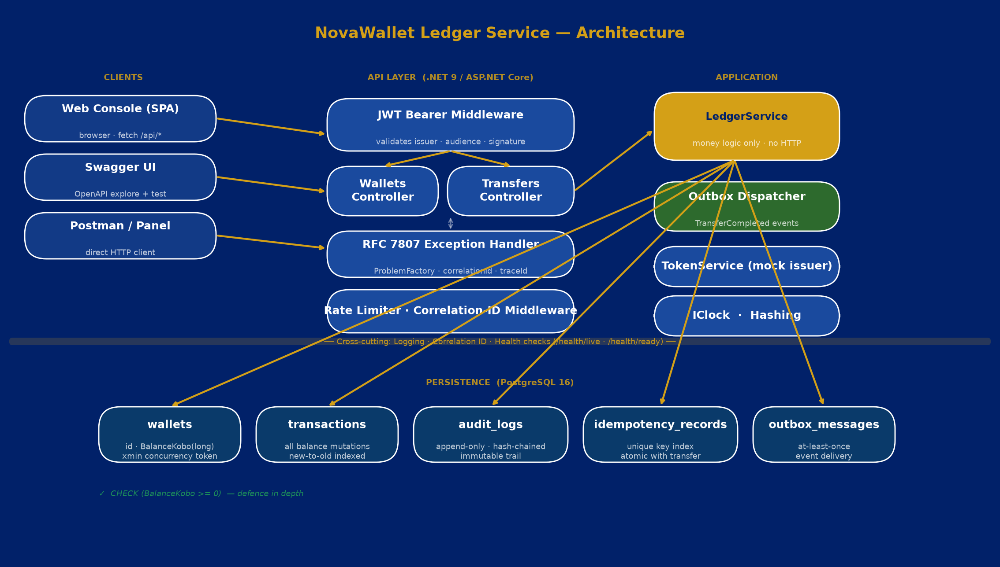 NovaWallet Ledger Service — Architecture
CLIENTS
API LAYER  (.NET 9 / ASP.NET Core)
APPLICATION
Web Console (SPA)
browser · fetch /api/*
Swagger UI
OpenAPI explore + test
Postman / Panel
direct HTTP client
JWT Bearer Middleware
validates issuer · audience · signature
Wallets
Controller
Transfers
Controller
RFC 7807 Exception Handler
ProblemFactory · correlationId · traceId
Rate Limiter · Correlation-ID Middleware
LedgerService
money logic only · no HTTP
Outbox Dispatcher
TransferCompleted events
TokenService (mock issuer)
IClock  ·  Hashing
── Cross-cutting: Logging · Correlation ID · Health checks (/health/live · /health/ready) ──
PERSISTENCE  (PostgreSQL 16)
wallets
id · BalanceKobo(long)
xmin concurrency token
transactions
all balance mutations
new-to-old indexed
audit_logs
append-only · hash-chained
immutable trail
idempotency_records
unique key index
atomic with transfer
outbox_messages
at-least-once
event delivery
✓  CHECK (BalanceKobo >= 0)  — defence in depth